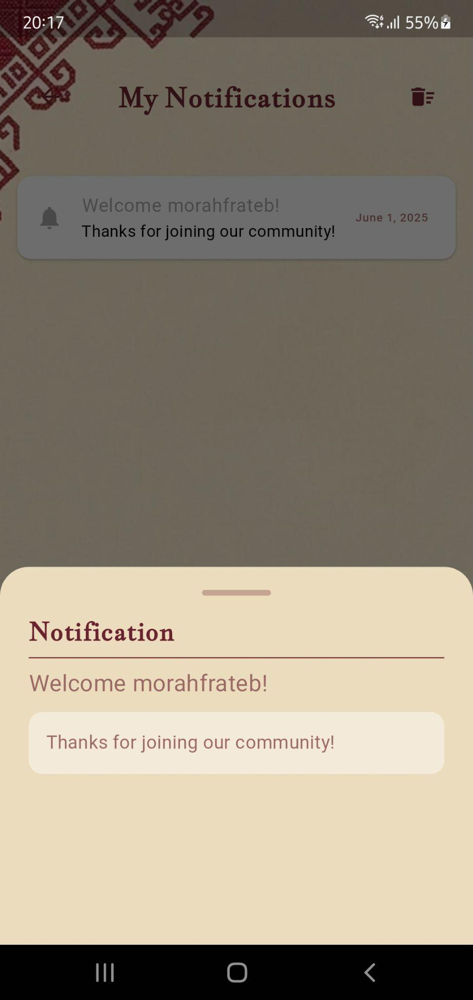 20:17
55%
My Notifications
Welcome morahfrateb!
Thanks for joining our community!
June 1, 2025
Notification
Welcome morahfrateb!
Thanks for joining our community!